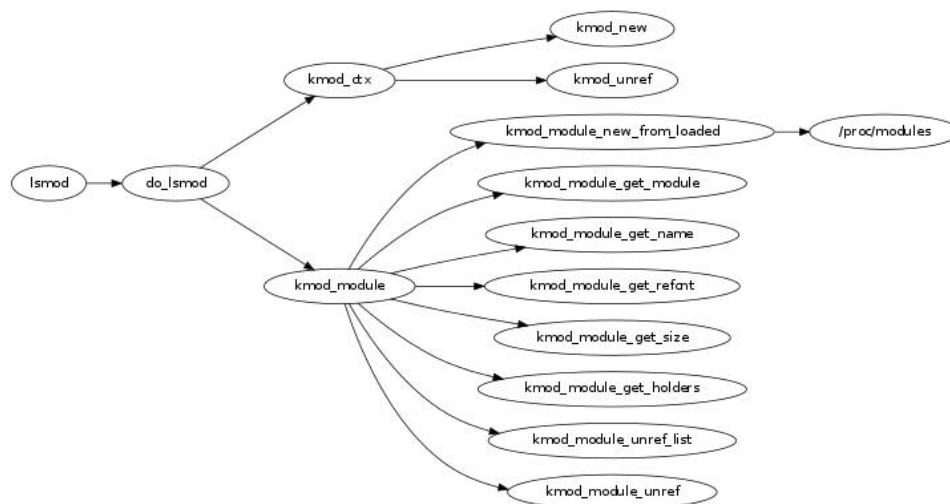 kmod_new
kmod_ctx
kmod_unref
kmod_module_new_from_loaded
/proc/modules
lsmod
do_lsmod
kmod_module_get_module
kmod_module_get_name
kmod_module
kmod_module_get_refcnt
kmod_module_get_size
kmod_module_get_holders
kmod_module_unref_list
kmod_module_unref